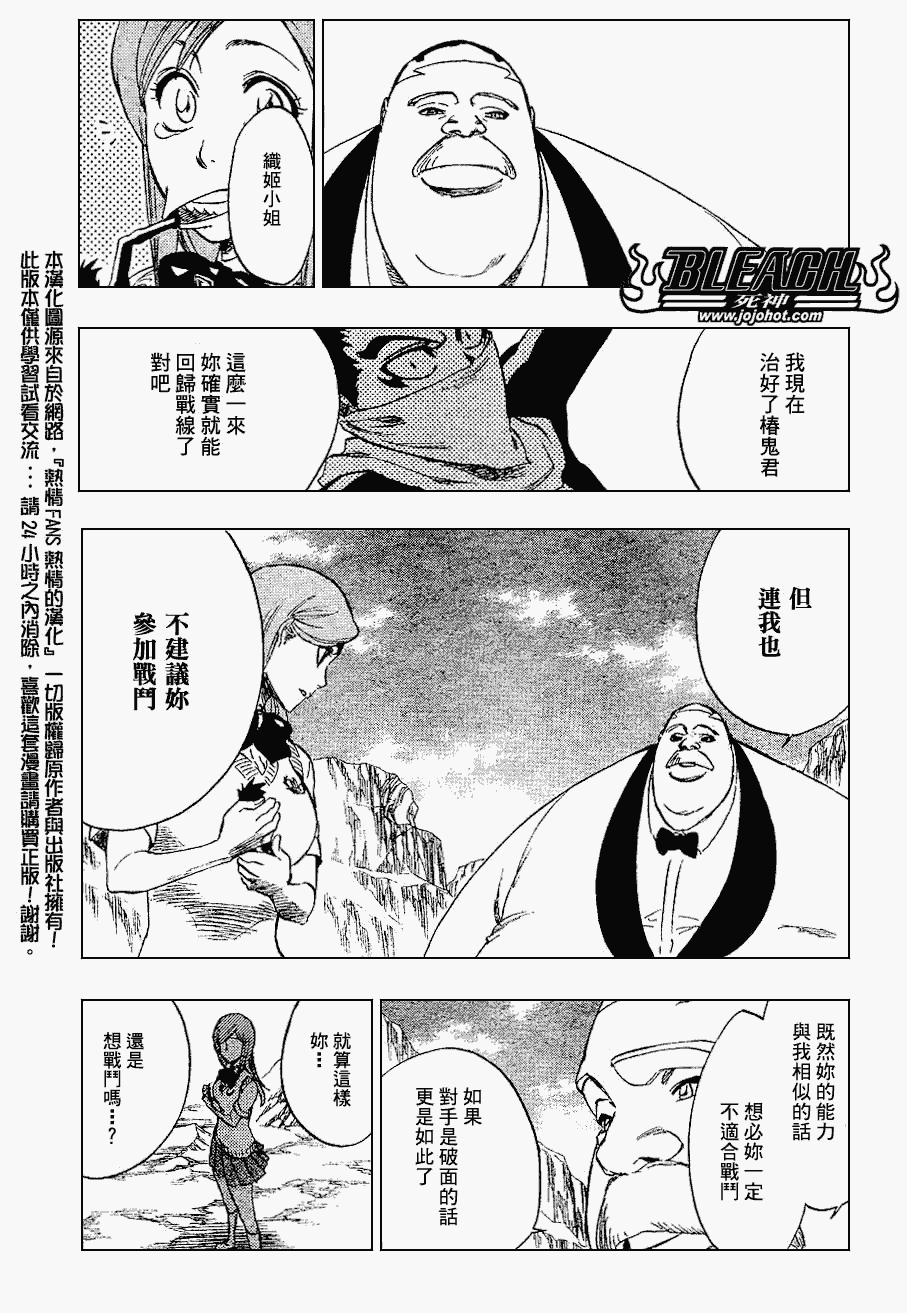 織姬小姐
BLEACH
死神
www.jojohot.com
我現在
治好了椿鬼君
這麼一來
妳確實就能
回歸戰線了
對吧
但
連我也
不建議妳
參加戰鬥
既然妳的能力
與我相似的話
想必妳一定
不適合戰鬥
如果
對手是破面的話
更是如此了
就算這樣
妳⋯
還是
想戰鬥嗎⋯?
本漢化圖源來自於網路，『熱情FANS 熱情的漢化』一切版權歸原作者與出版社擁有！
此版本僅供學習試看交流⋯請24小時之內消除，喜歡這套漫畫請購買正版！謝謝。